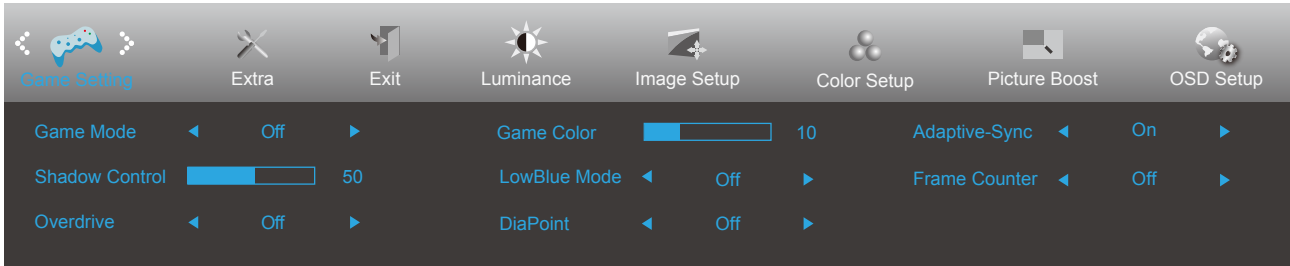 Game Setting Extra Exit Luminance Image Setup Color Setup Picture Boost OSD Setup
Game Mode Off Game Color 10 Adaptive-Sync On
Shadow Control 50 LowBlue Mode Off Frame Counter Off
Overdrive Off DiaPoint Off